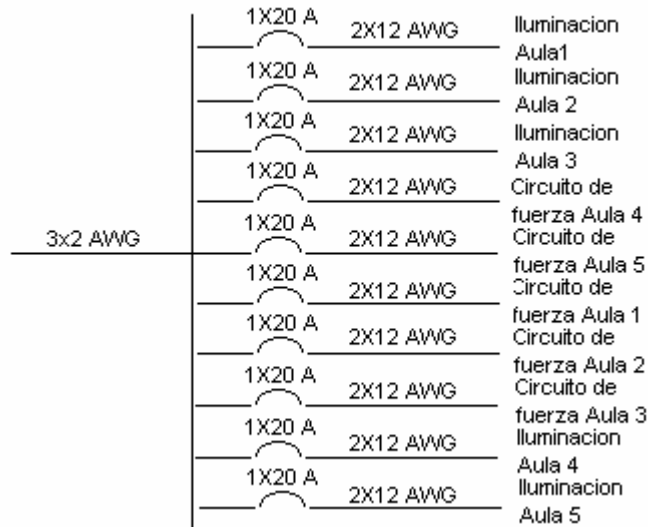 1X20 A 2X12 AWG Iluminacion
Aula1
1X20 A 2X12 AWG Iluminacion
Aula 2
1X20 A 2X12 AWG Iluminacion
Aula 3
1X20 A 2X12 AWG Circuito de
fuerza Aula 4
3x2 AWG 1X20 A 2X12 AWG Circuito de
fuerza Aula 5
1X20 A 2X12 AWG Circuito de
fuerza Aula 1
1X20 A 2X12 AWG Circuito de
fuerza Aula 2
1X20 A 2X12 AWG Circuito de
fuerza Aula 3
1X20 A 2X12 AWG Iluminacion
Aula 4
1X20 A 2X12 AWG Iluminacion
Aula 5